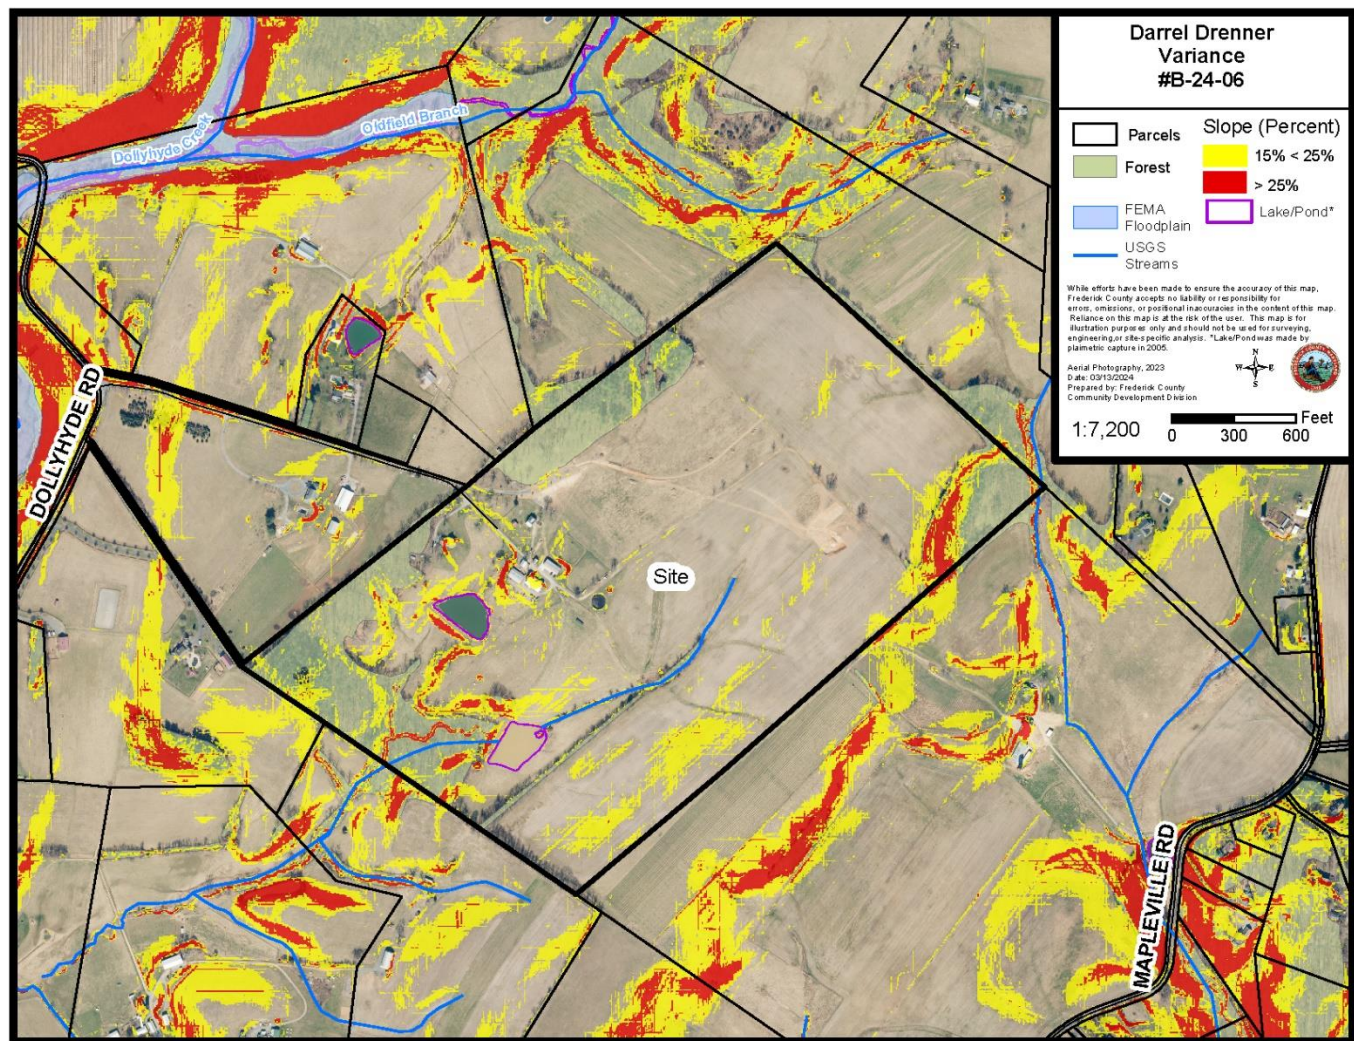 Darrel Drenner
Variance
#B-24-06
Parcels
Forest
FEMA
Floodplain
USGS
Streams
Slope (Percent)
15% < 25%
> 25%
Lake/Pond*
While efforts have been made to ensure the accuracy of this map,
Frederick County accepts no liability or responsibility for
errors, omissions, or positional inaccuracies in the content of this map.
Reliance on this map is at the risk of the user. This map is for
illustration purposes only and should not be used for surveying,
engineering,or site-specific analysis. *Lake/Pond was made by
plaimetric capture in 2005.
N
W E
S
Aerial Photography, 2023
Date: 03/13/2024
Prepared by: Frederick County
Community Development Division
1:7,200
Feet
0 300 600
Dollyhyde Creek
Oldfield Branch
DOLLYHYDE RD
Site
MAPLEVILLE RD